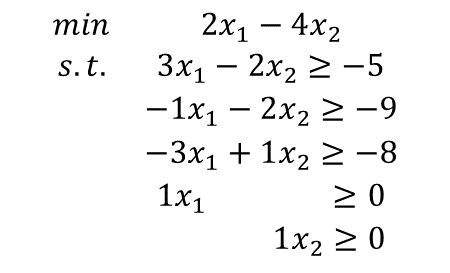 min 2x₁ − 4x₂
s.t. 3x₁ − 2x₂ ≥ −5
−1x₁ − 2x₂ ≥ −9
−3x₁ + 1x₂ ≥ −8
1x₁ ≥ 0
1x₂ ≥ 0